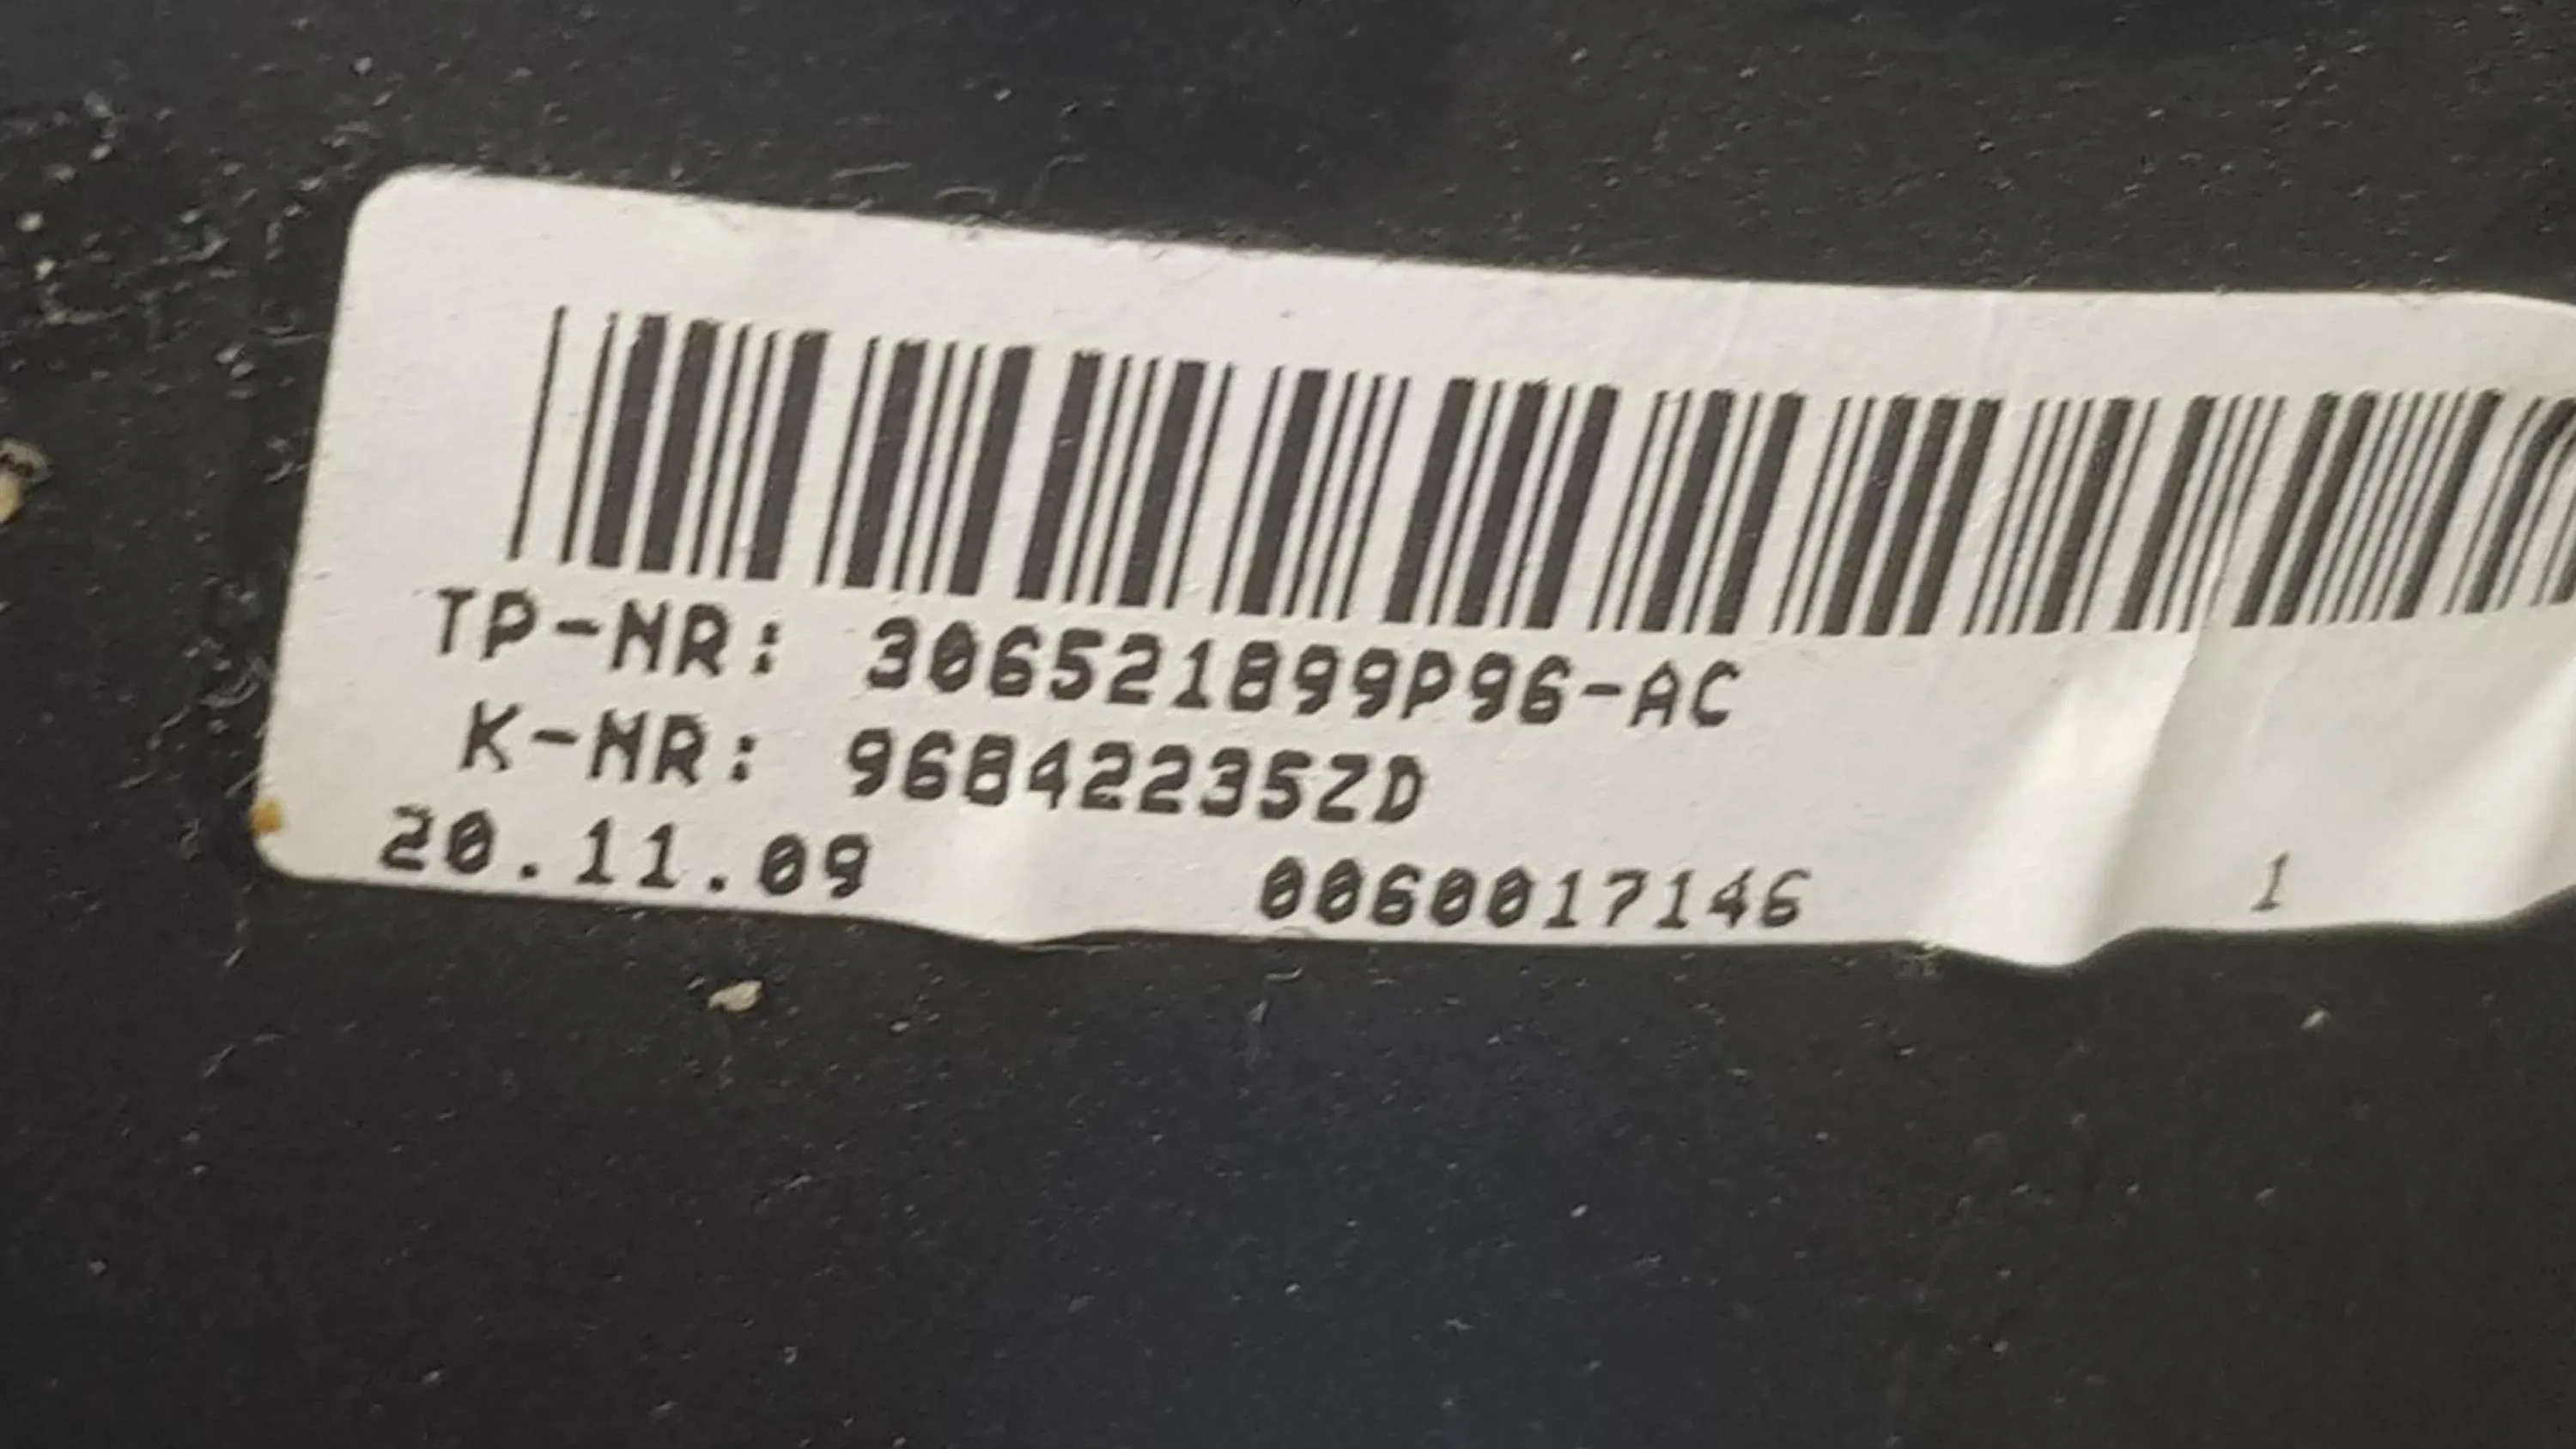 TP-NR: 306521899P96-AC
K-NR: 96842235ZD
20.11.09 0060017146 1